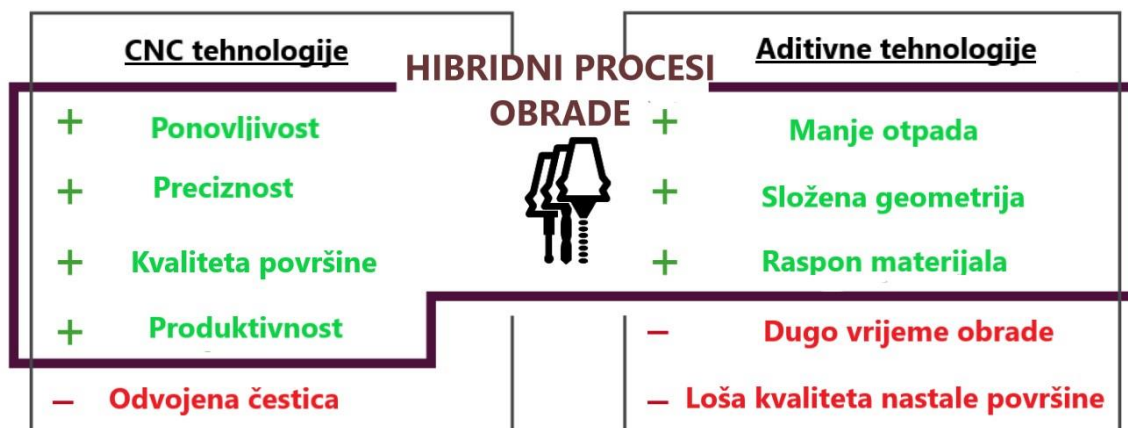 CNC tehnologije
+ Ponovljivost
+ Preciznost
+ Kvaliteta površine
+ Produktivnost
− Odvojena čestica
HIBRIDNI PROCESI
OBRADE
Aditivne tehnologije
+ Manje otpada
+ Složena geometrija
+ Raspon materijala
− Dugo vrijeme obrade
− Loša kvaliteta nastale površine